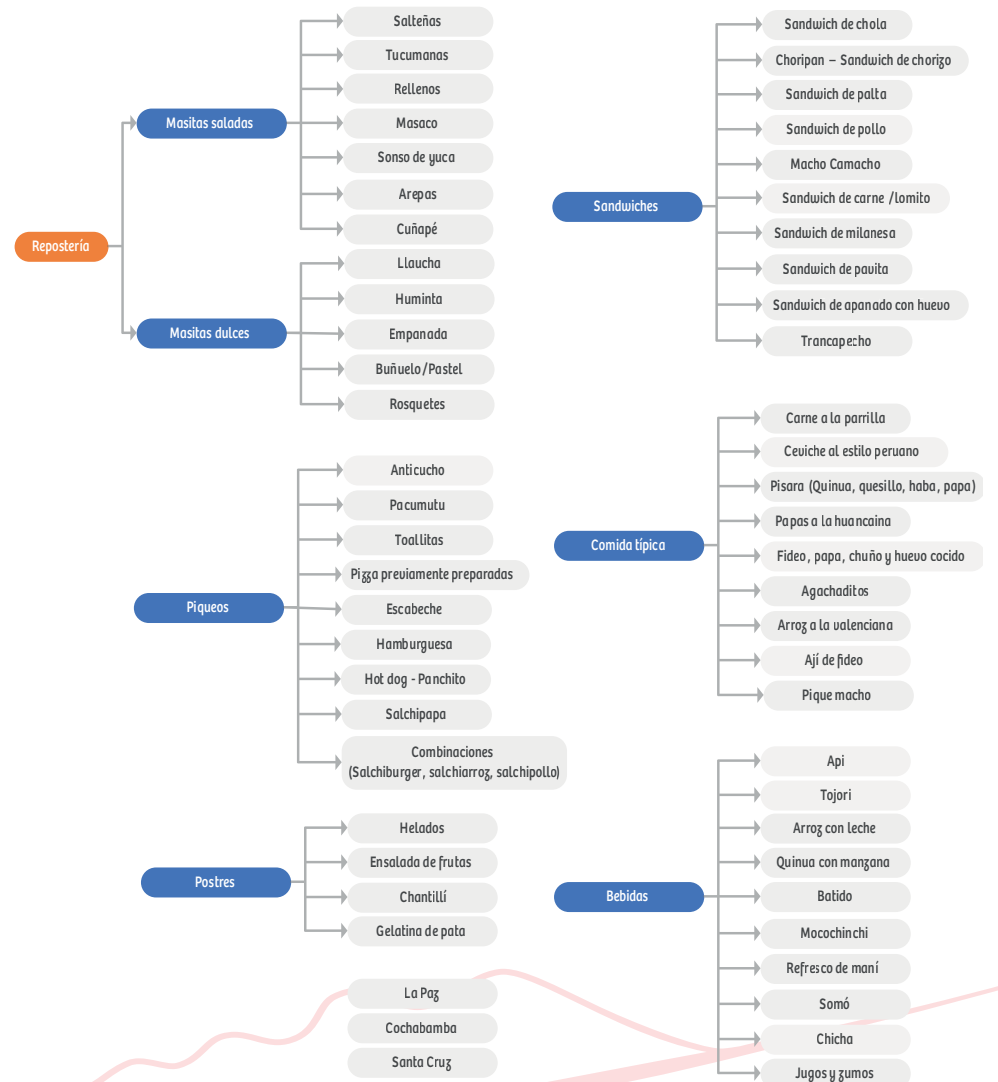 Repostería
Masitas saladas
Salteñas
Tucumanas
Rellenos
Masaco
Sonso de yuca
Arepas
Cuñapé
Masitas dulces
Llaucha
Huminta
Empanada
Buñuelo/Pastel
Rosquetes
Piqueos
Anticucho
Pacumutu
Toallitas
Pizza previamente preparadas
Escabeche
Hamburguesa
Hot dog - Panchito
Salchipapa
Combinaciones
(Salchiburger, salchiarroz, salchipollo)
Postres
Helados
Ensalada de frutas
Chantillí
Gelatina de pata
La Paz
Cochabamba
Santa Cruz
Sandwiches
Sandwich de chola
Choripan – Sandwich de chorizo
Sandwich de palta
Sandwich de pollo
Macho Camacho
Sandwich de carne /lomito
Sandwich de milanesa
Sandwich de pavita
Sandwich de apanado con huevo
Trancapecho
Comida típica
Carne a la parrilla
Ceviche al estilo peruano
Pisara (Quinua, quesillo, haba, papa)
Papas a la huancaina
Fideo, papa, chuño y huevo cocido
Agachaditos
Arroz a la valenciana
Ají de fideo
Pique macho
Bebidas
Api
Tojori
Arroz con leche
Quinua con manzana
Batido
Mocochinchi
Refresco de maní
Somó
Chicha
Jugos y zumos